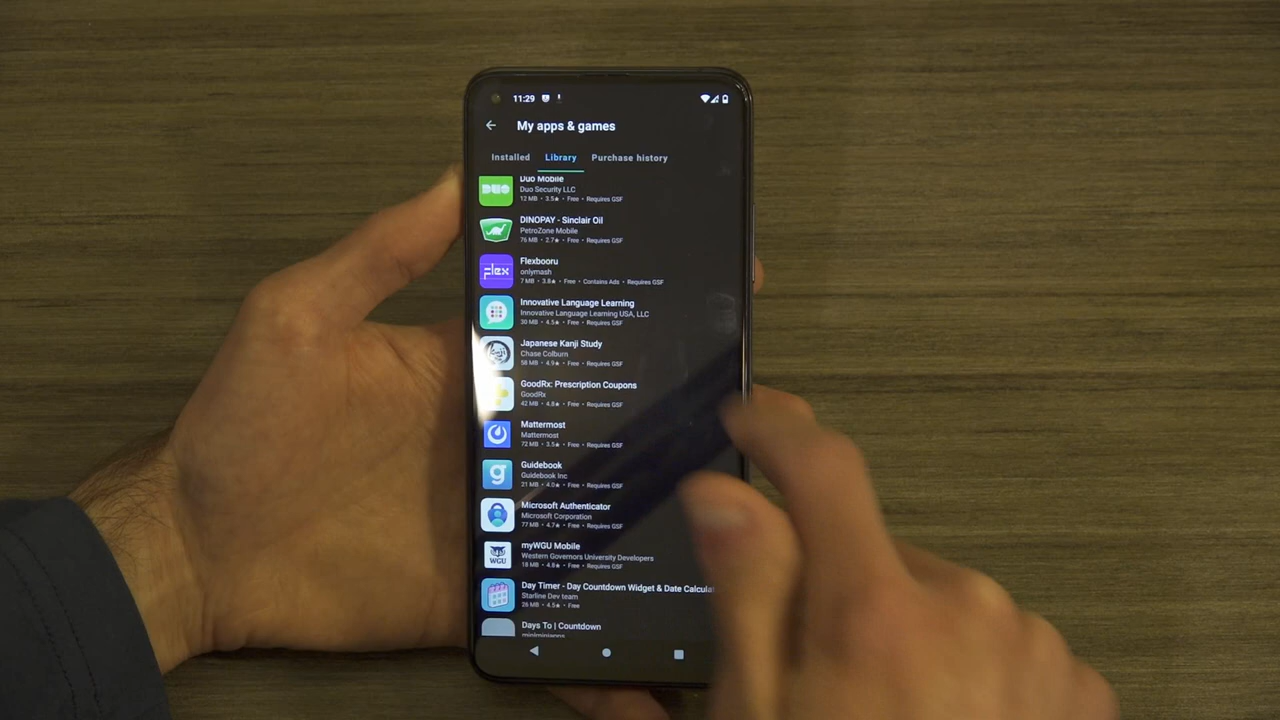 11:29
My apps & games
Installed Library Purchase history
Duo Mobile
DUO
Duo Security LLC
12 MB • 3.5★ • Free • Requires GSF
DINOPAY - Sinclair Oil
PetroZone Mobile
76 MB • 2.7★ • Free • Requires GSF
Flexbooru
flex
onlymash
7 MB • 3.8★ • Free • Contains Ads • Requires GSF
Innovative Language Learning
Innovative Language Learning USA, LLC
30 MB • 4.5★ • Free • Requires GSF
Japanese Kanji Study
Chase Colburn
58 MB • 4.9★ • Free • Requires GSF
GoodRx: Prescription Coupons
GoodRx
42 MB • 4.8★ • Free • Requires GSF
Mattermost
Mattermost
72 MB • 3.5★ • Free • Requires GSF
Guidebook
g
Guidebook Inc
21 MB • 4.0★ • Free • Requires GSF
Microsoft Authenticator
Microsoft Corporation
77 MB • 4.7★ • Free • Requires GSF
myWGU Mobile
WGU
Western Governors University Developers
18 MB • 4.8★ • Free • Requires GSF
Day Timer - Day Countdown Widget & Date Calcula
Starline Dev team
26 MB • 4.5★ • Free
Days To | Countdown